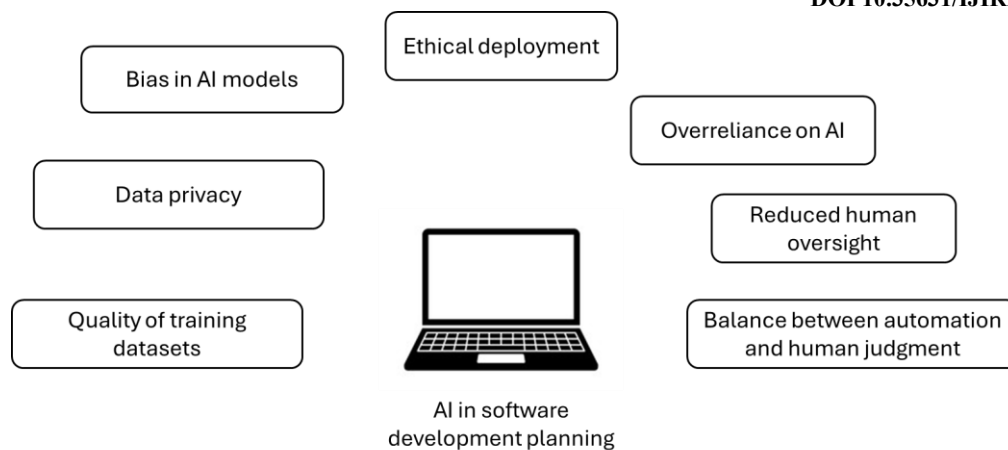 Ethical deployment
Bias in AI models
Overreliance on AI
Data privacy
Reduced human
oversight
Quality of training
datasets
Balance between automation
and human judgment
AI in software
development planning